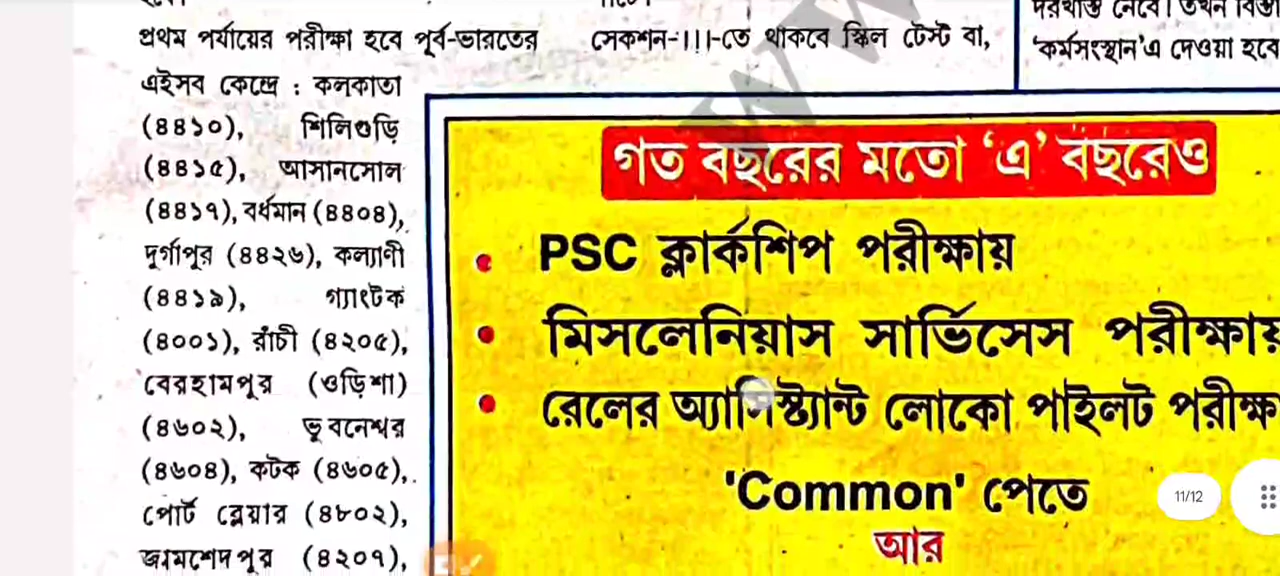 প্রথম পর্যায়ের পরীক্ষা হবে পূর্ব-ভারতের
এইসব কেন্দ্রে : কলকাতা
(৪৪১০), শিলিগুড়ি
(৪৪১৫), আসানসোল
(৪৪১৭), বর্ধমান (৪৪০৪),
দুর্গাপুর (৪৪২৬), কল্যাণী
(৪৪১৯), গ্যাংটক
(৪০০১), রাঁচী (৪২০৫),
বেরহামপুর (ওড়িশা)
(৪৬০২), ভুবনেশ্বর
(৪৬০৪), কটক (৪৬০৫),
পোর্ট ব্লেয়ার (৪৮০২),
জামশেদপুর (৪২০৭),
সেকশন-।।।-তে থাকবে স্কিল টেস্ট বা,
দরখাস্ত নেবে। তখন
'কর্মসংস্থান'এ দেওয়া হবে
গত বছরের মতো 'এ' বছরেও
• PSC ক্লার্কশিপ পরীক্ষায়
• মিসলেনিয়াস সার্ভিসেস পরীক্ষায়
• রেলের অ্যাসিস্ট্যান্ট লোকো পাইলট
'Common' পেতে
আর
11/12